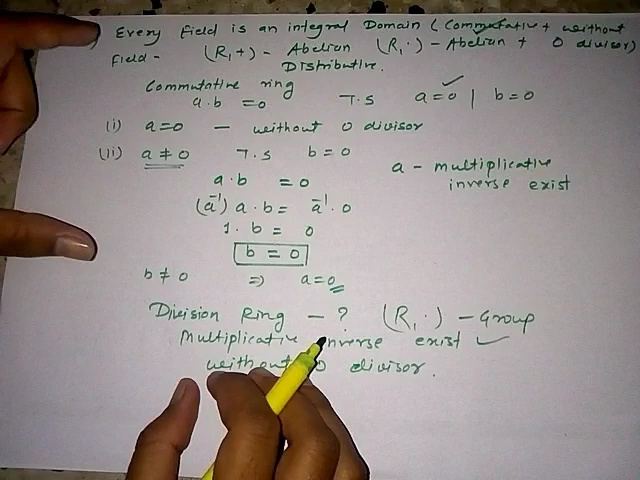 Every Field is an integral Domain (Commutative + without
Field - (R,+) - Abelian (R,·) - Abelian + 0 divisor)
Distributive.
Commutative ring
a·b = 0 T.S a=0 | b=0
(i) a=0 — without 0 divisor
(ii) a ≠ 0 T.S b = 0
a - multiplicative
inverse exist
a·b = 0
(a⁻¹) a·b = a⁻¹·0
1·b = 0
b = 0
b ≠ 0 ⇒ a=0
Division Ring — ? (R,·) — Group
Multiplicative inverse exist ✓
without 0 divisor.